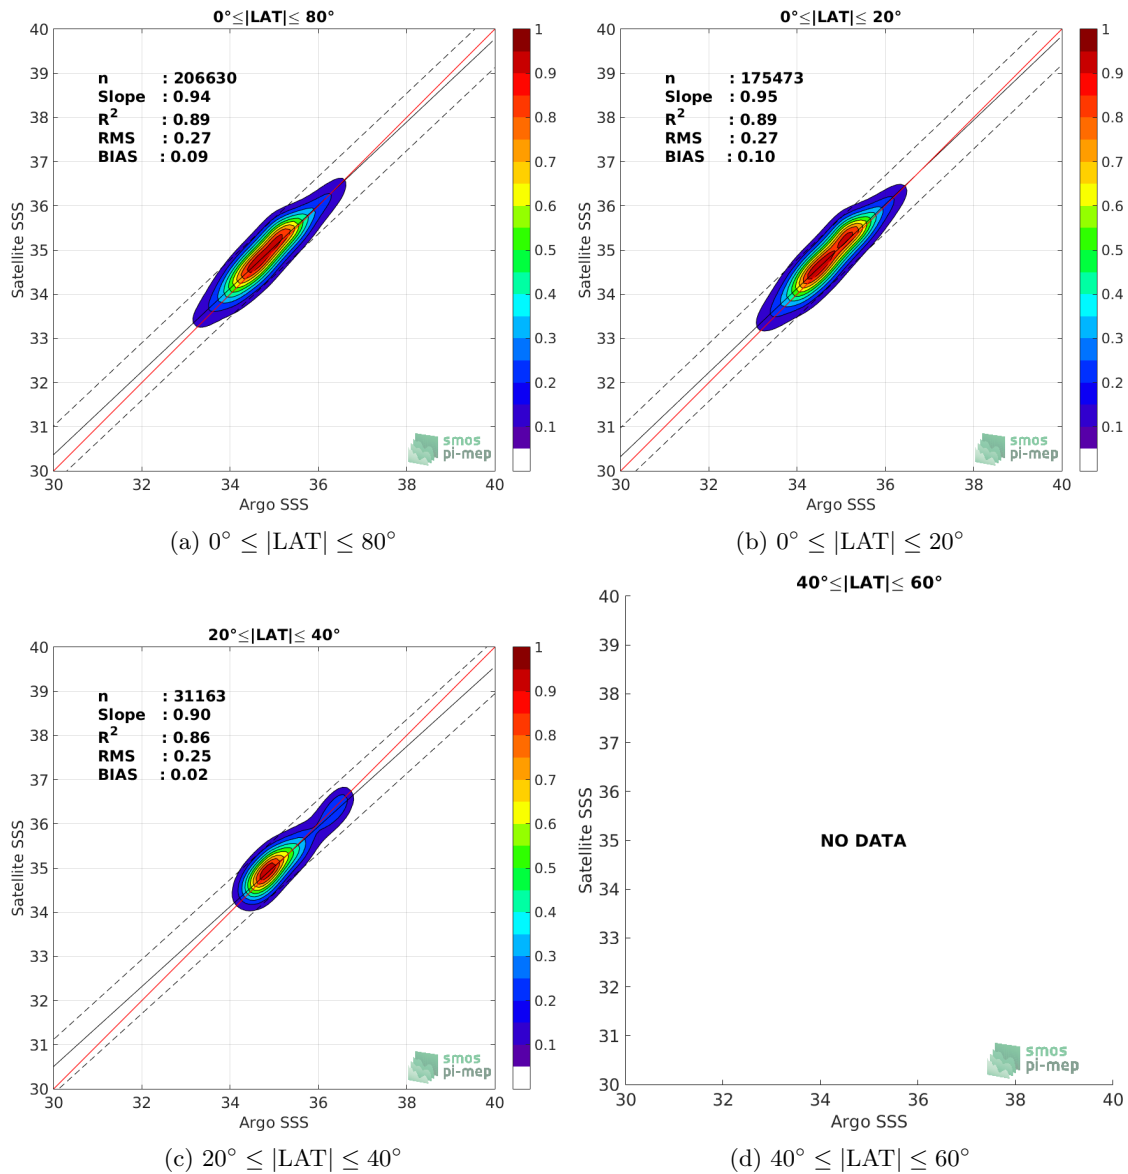 0°≤|LAT|≤ 80°
40
39
38
37
36
35
34
33
32
31
30
Satellite SSS
n : 206630
Slope : 0.94
R2 : 0.89
RMS : 0.27
BIAS : 0.09
smos
pi-mep
30 32 34 36 38 40
Argo SSS
1
0.9
0.8
0.7
0.6
0.5
0.4
0.3
0.2
0.1
(a) 0° ≤ |LAT| ≤ 80°
0°≤|LAT|≤ 20°
40
39
38
37
36
35
34
33
32
31
30
Satellite SSS
n : 175473
Slope : 0.95
R2 : 0.89
RMS : 0.27
BIAS : 0.10
smos
pi-mep
30 32 34 36 38 40
Argo SSS
1
0.9
0.8
0.7
0.6
0.5
0.4
0.3
0.2
0.1
(b) 0° ≤ |LAT| ≤ 20°
20°≤|LAT|≤ 40°
40
39
38
37
36
35
34
33
32
31
30
Satellite SSS
n : 31163
Slope : 0.90
R2 : 0.86
RMS : 0.25
BIAS : 0.02
smos
pi-mep
30 32 34 36 38 40
Argo SSS
1
0.9
0.8
0.7
0.6
0.5
0.4
0.3
0.2
0.1
(c) 20° ≤ |LAT| ≤ 40°
40°≤|LAT|≤ 60°
40
39
38
37
36
35
34
33
32
31
30
Satellite SSS
NO DATA
smos
pi-mep
30 32 34 36 38 40
Argo SSS
(d) 40° ≤ |LAT| ≤ 60°